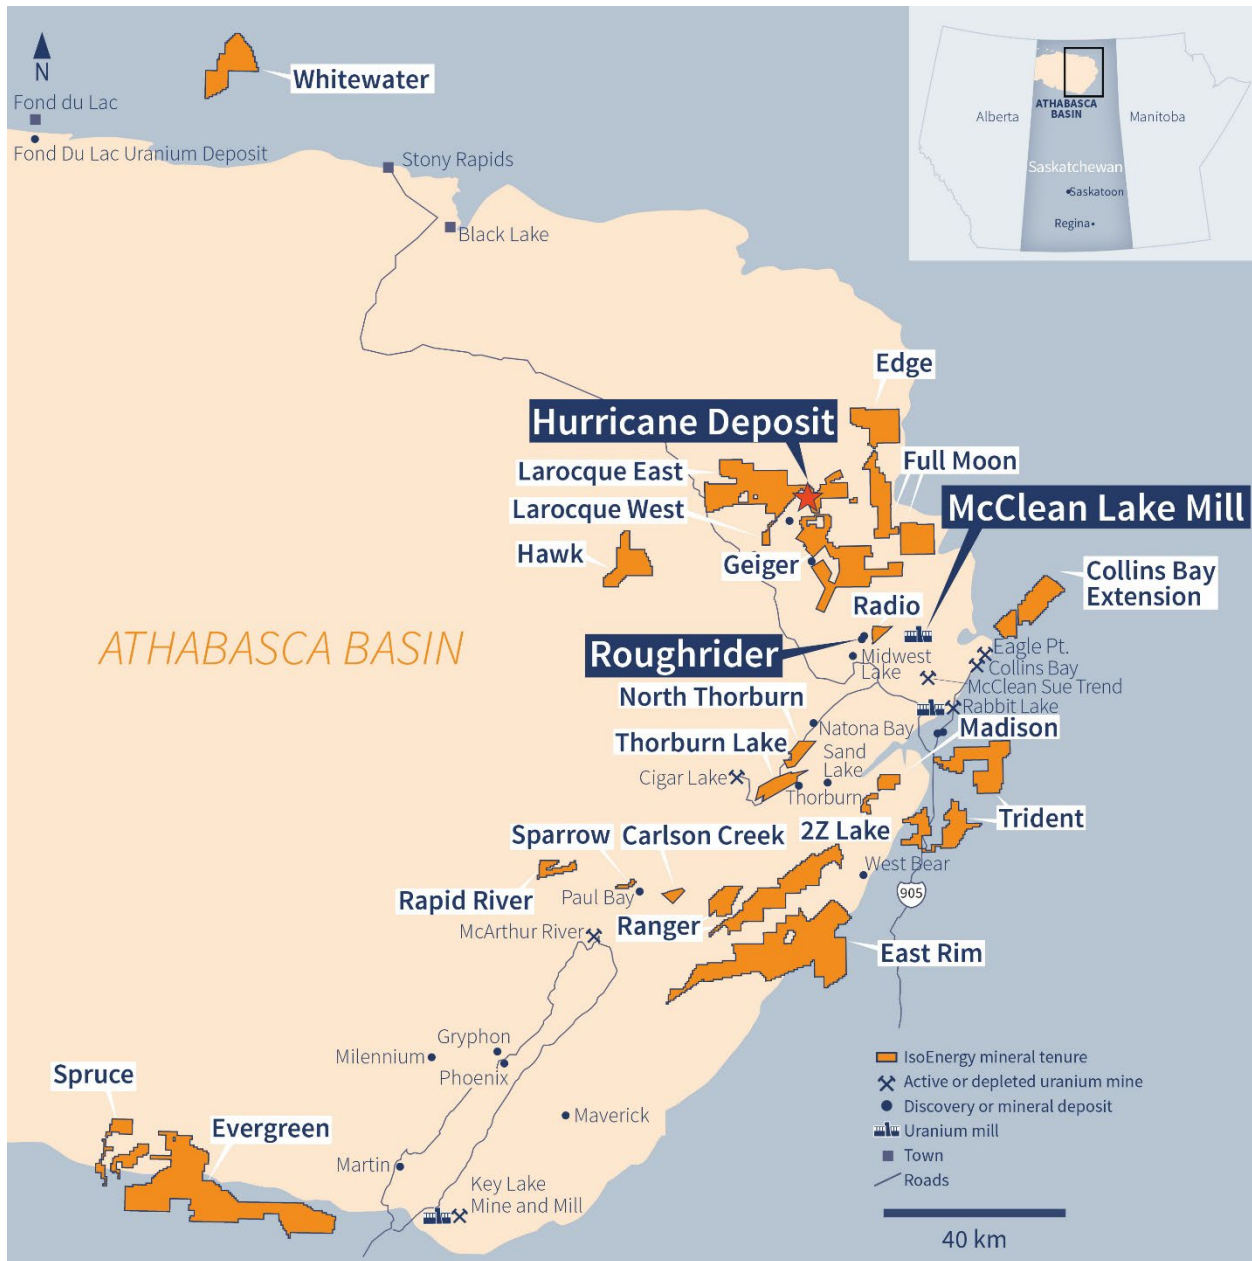 N
Whitewater
Fond du Lac
Fond Du Lac Uranium Deposit
Stony Rapids
Black Lake
Alberta
ATHABASCA
BASIN
Manitoba
Saskatchewan
Saskatoon
Regina
Edge
Hurricane Deposit
Larocque East
Full Moon
Larocque West
McClean Lake Mill
Hawk
Geiger
Collins Bay
Extension
Radio
ATHABASCA BASIN
Roughrider
Midwest
Lake
Eagle Pt.
Collins Bay
McClean Sue Trend
Rabbit Lake
North Thorburn
Natona Bay
Madison
Thorburn Lake
Sand
Lake
Cigar Lake
Thorburn
Trident
2Z Lake
Sparrow
Carlson Creek
West Bear
905
Rapid River
Paul Bay
Ranger
McArthur River
East Rim
Gryphon
Milennium
Phoenix
Maverick
Spruce
Evergreen
Martin
Key Lake
Mine and Mill
IsoEnergy mineral tenure
Active or depleted uranium mine
Discovery or mineral deposit
Uranium mill
Town
Roads
40 km